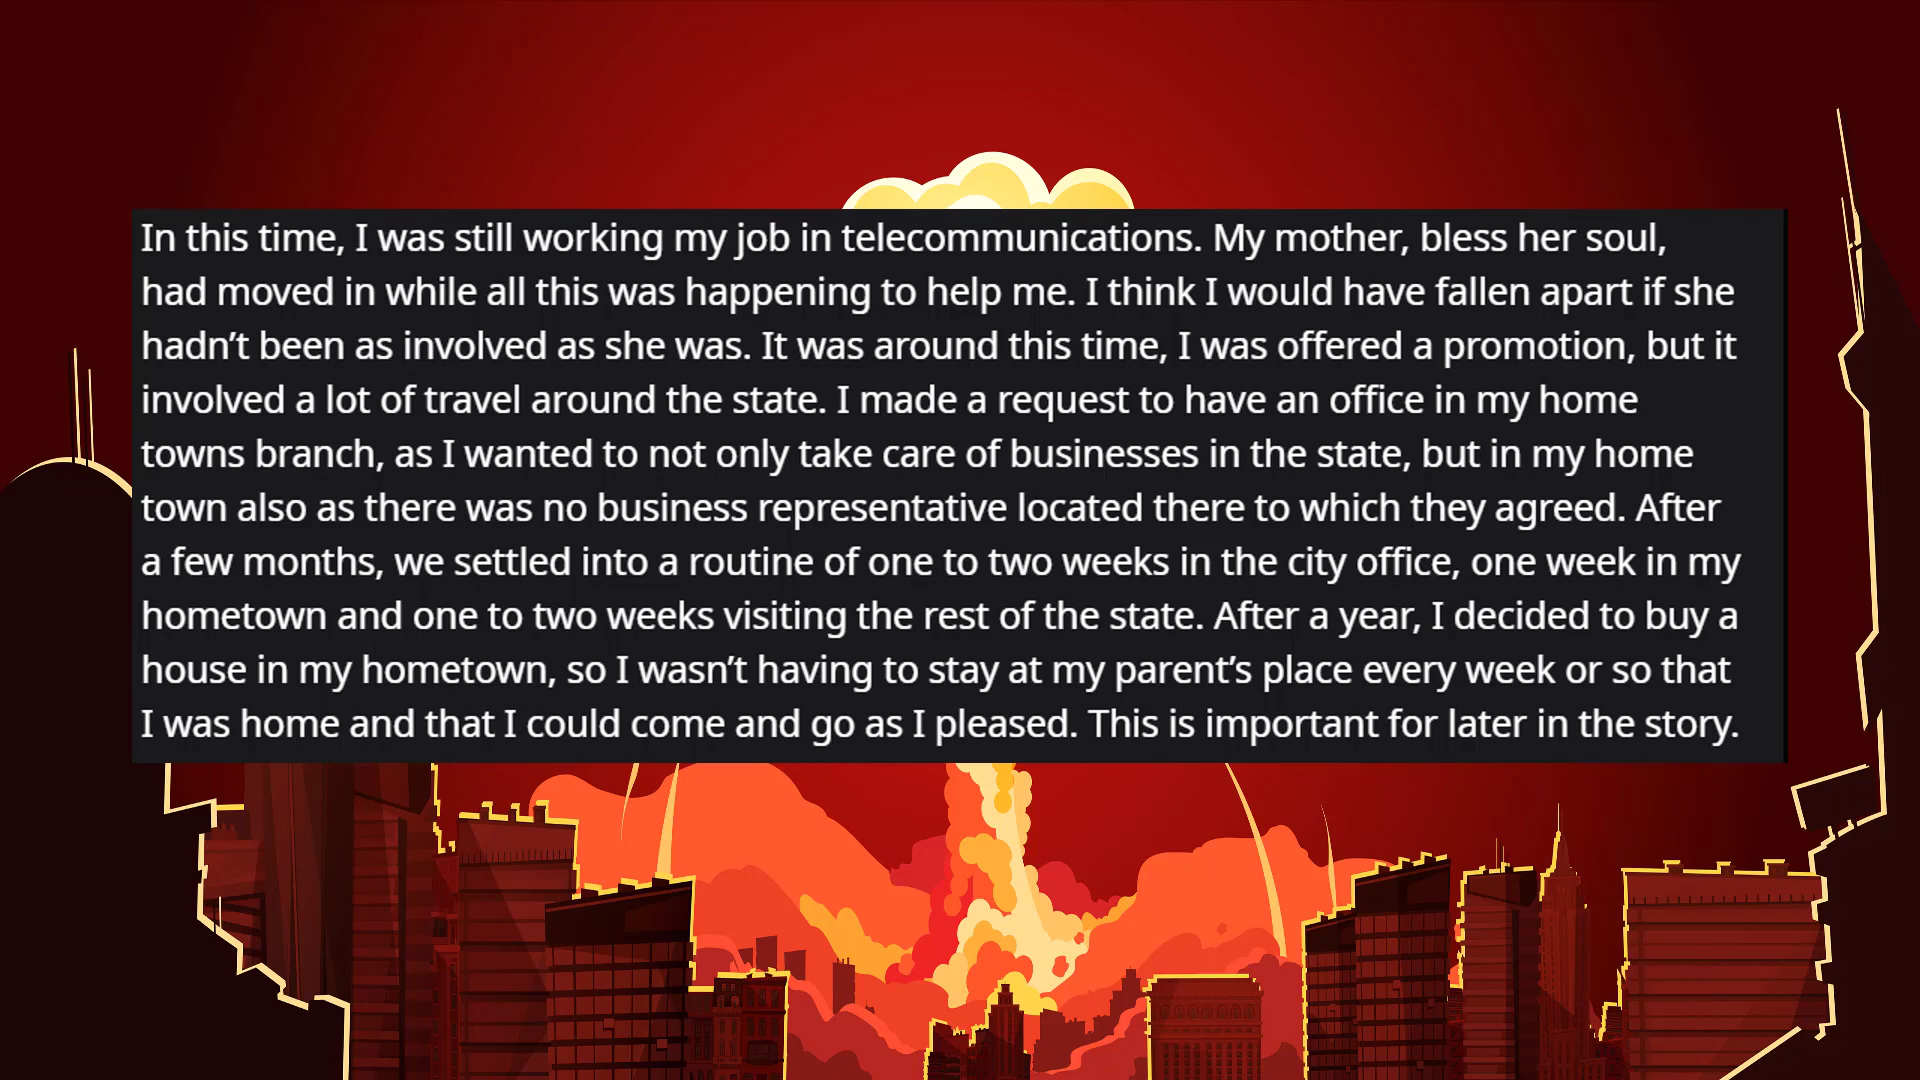 In this time, I was still working my job in telecommunications. My mother, bless her soul,
had moved in while all this was happening to help me. I think I would have fallen apart if she
hadn’t been as involved as she was. It was around this time, I was offered a promotion, but it
involved a lot of travel around the state. I made a request to have an office in my home
towns branch, as I wanted to not only take care of businesses in the state, but in my home
town also as there was no business representative located there to which they agreed. After
a few months, we settled into a routine of one to two weeks in the city office, one week in my
hometown and one to two weeks visiting the rest of the state. After a year, I decided to buy a
house in my hometown, so I wasn’t having to stay at my parent’s place every week or so that
I was home and that I could come and go as I pleased. This is important for later in the story.